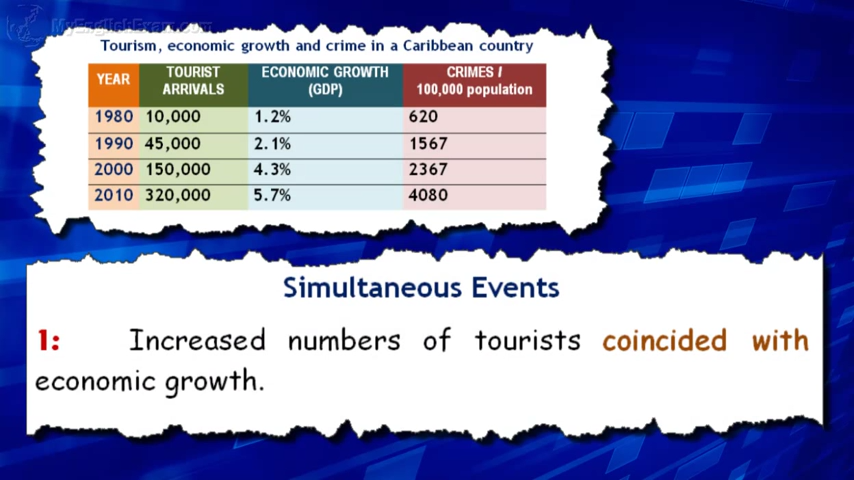 MyEnglishExam.com
Tourism, economic growth and crime in a Caribbean country
YEAR TOURIST ARRIVALS ECONOMIC GROWTH (GDP) CRIMES / 100,000 population
1980 10,000 1.2% 620
1990 45,000 2.1% 1567
2000 150,000 4.3% 2367
2010 320,000 5.7% 4080
Simultaneous Events
1: Increased numbers of tourists coincided with
economic growth.